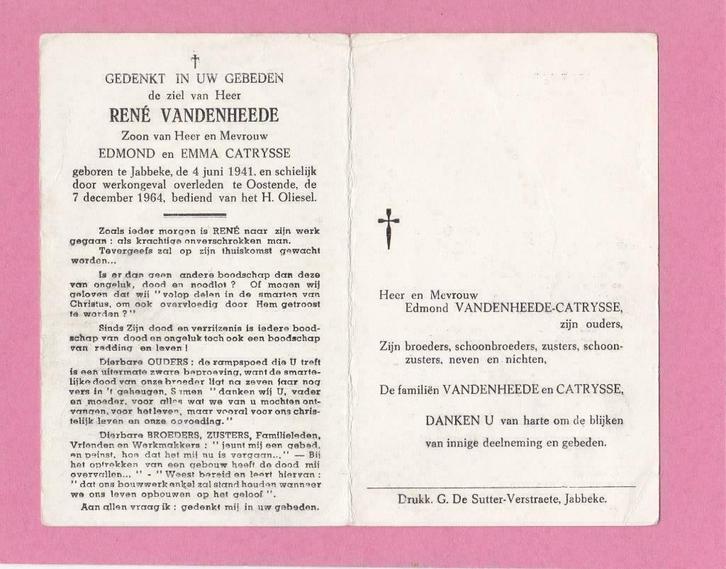 GEDENKT IN UW GEBEDEN
de ziel van Heer
RENÉ VANDENHEEDE
Zoon van Heer en Mevrouw
EDMOND en EMMA CATRYSSE
geboren te Jabbeke, de 4 juni 1941, en schielijk
door werkongeval overleden te Oostende, de
7 december 1964, bediend van het H. Oliesel.
Zoals ieder morgen is RENÉ naar zijn werk
gegaan : als krachtige onverschrokken man.
Tevergeefs zal op zijn thuiskomst gewacht
worden...
Is er dan geen andere boodschap dan deze
van ongeluk, dood en noodlot ? Of mogen wij
geloven dat wij " volop delen in de smarten van
Christus, om ook overvloedig door Hem getroost
te worden ? "
Sinds Zijn dood en verrijzenis is iedere bood-
schap van dood en ongeluk toch ook een boodschap
van redding en leven !
Dierbare OUDERS : de rampspoed die U treft
is een uitermate zware beproeving, want de smarte-
lijke dood van onze broeder ligt na zeven jaar nog
vers in 't geheugen. Samen " danken wij U, vader
en moeder, voor alles wat we van u mochten ont-
vangen, voor het leven, maar vooral voor ons chris-
telijk leven en onze opvoeding. "
Dierbare BROEDERS, ZUSTERS, Familieleden,
Vrienden en Werkmakkers : " jeunt mij een gebed,
en peinst, hoe dat het mij nu is vergaan... " — Bij
het optrekken van een gebouw heeft de dood mij
overvallen... " - " Weest bereid en leert hiervan :
" dat ons bouwwerk enkel zal stand houden wanneer
we ons leven opbouwen op het geloof ".
Aan allen vraag ik : gedenkt mij in uw gebeden.
Heer en Mevrouw
Edmond VANDENHEEDE-CATRYSSE,
zijn ouders,
Zijn broeders, schoonbroeders, zusters, schoon-
zusters, neven en nichten,
De familiën VANDENHEEDE en CATRYSSE,
DANKEN U van harte om de blijken
van innige deelneming en gebeden.
Drukk. G. De Sutter-Verstraete, Jabbeke.